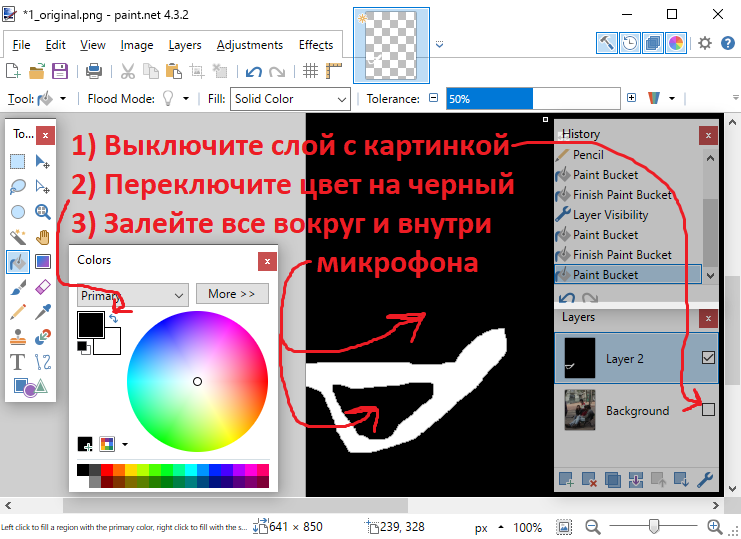 *1_original.png - paint.net 4.3.2
File Edit View Image Layers Adjustments Effects
Tool: Flood Mode: Fill: Solid Color Tolerance: 50%
To... x
1) Выключите слой с картинкой
2) Переключите цвет на черный
3) Залейте все вокруг и внутри
микрофона
Colors x
Primary More >>
History x
Pencil
Paint Bucket
Finish Paint Bucket
Layer Visibility
Paint Bucket
Finish Paint Bucket
Paint Bucket
Layers x
Layer 2
Background
Left click to fill a region with the primary color, right click to fill with the s... 641 × 850 239, 328 px 100%